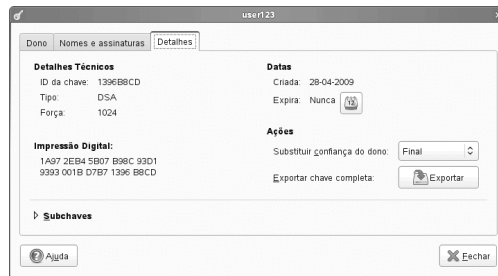 user123
Dono Nomes e assinaturas Detalhes
Detalhes Técnicos
ID da chave: 1396B8CD
Tipo: DSA
Força: 1024
Impressão Digital:
1A97 2EB4 5B07 B98C 93D1
9393 001B D7B7 1396 B8CD
Datas
Criada: 28-04-2009
Expira: Nunca 12
Ações
Substituir confiança do dono: Final
Exportar chave completa: Exportar
Subchaves
Ajuda
Fechar